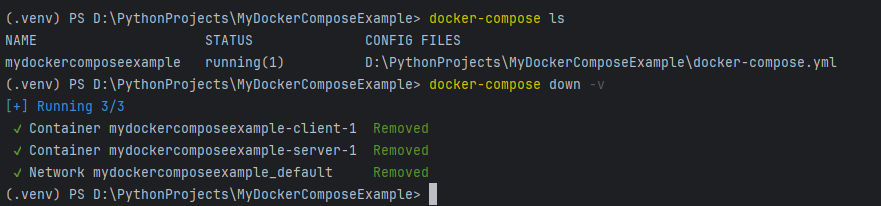 (.venv) PS D:\PythonProjects\MyDockerComposeExample> docker-compose ls
NAME STATUS CONFIG FILES
mydockercomposeexample running(1) D:\PythonProjects\MyDockerComposeExample\docker-compose.yml
(.venv) PS D:\PythonProjects\MyDockerComposeExample> docker-compose down -v
[+] Running 3/3
✓ Container mydockercomposeexample-client-1 Removed
✓ Container mydockercomposeexample-server-1 Removed
✓ Network mydockercomposeexample_default Removed
(.venv) PS D:\PythonProjects\MyDockerComposeExample>